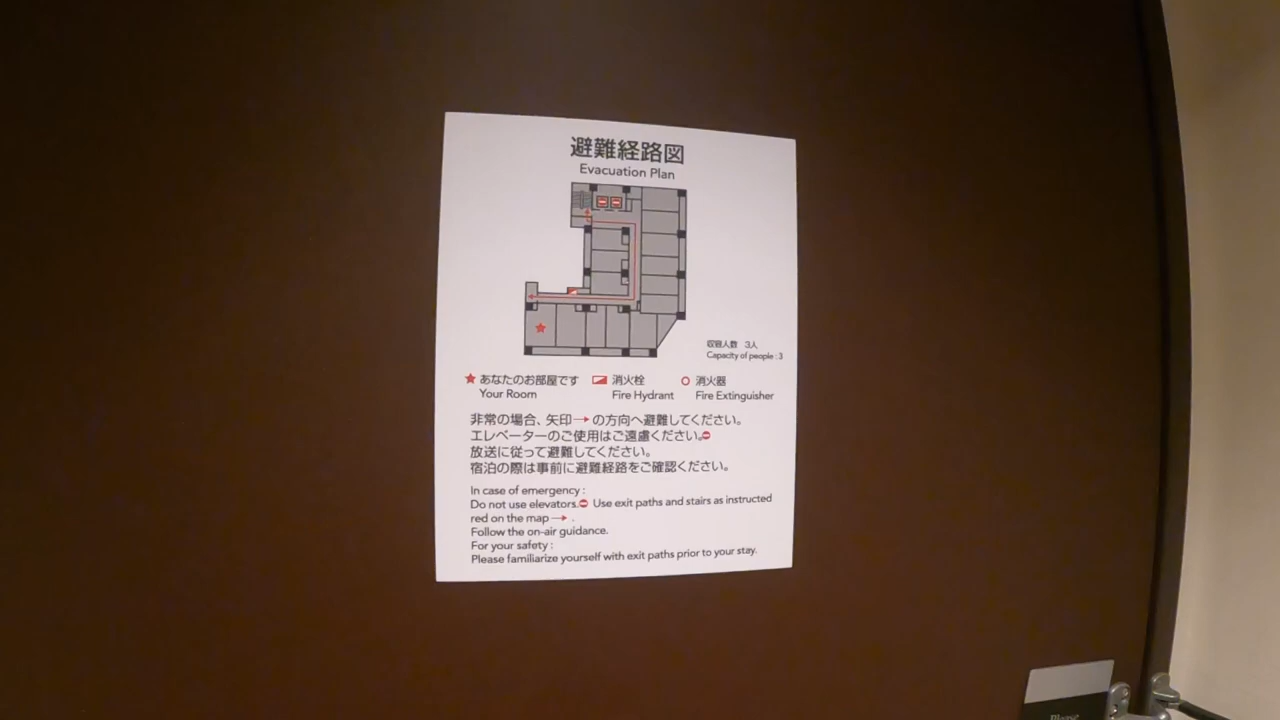 避難経路図
Evacuation Plan
収容人数 3人
Capacity of people : 3
あなたのお部屋です
Your Room
消火栓
Fire Hydrant
消火器
Fire Extinguisher
非常の場合、矢印→の方向へ避難してください。
エレベーターのご使用はご遠慮ください。
放送に従って避難してください。
宿泊の際は事前に避難経路をご確認ください。
In case of emergency :
Do not use elevators. Use exit paths and stairs as instructed
red on the map → .
Follow the on-air guidance.
For your safety :
Please familiarize yourself with exit paths prior to your stay.
Please